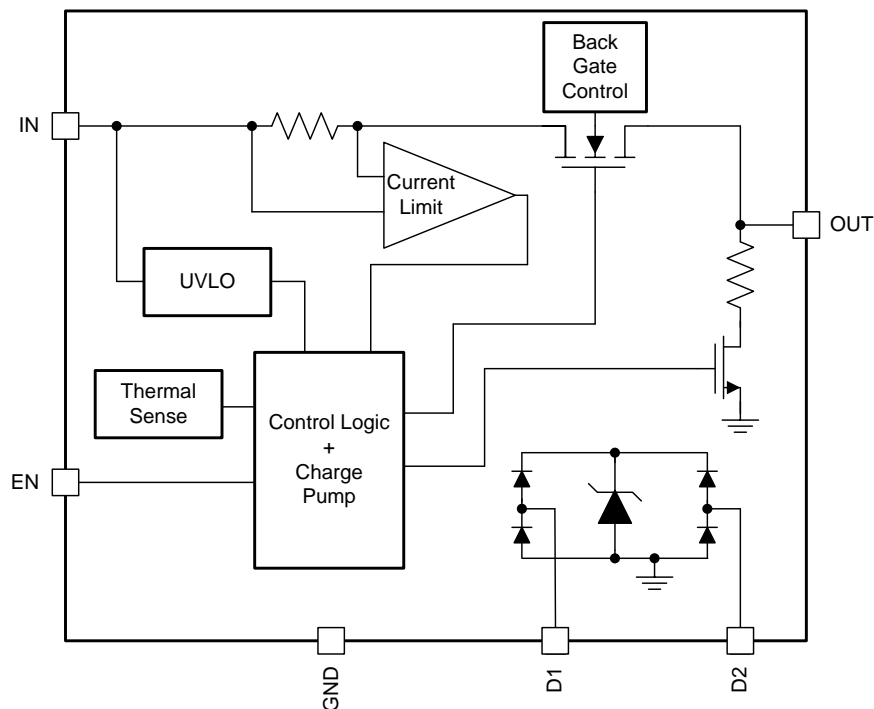 Back
Gate
Control
IN
Current
Limit
OUT
UVLO
Thermal
Sense
Control Logic
+
Charge
Pump
EN
GND
D1
D2